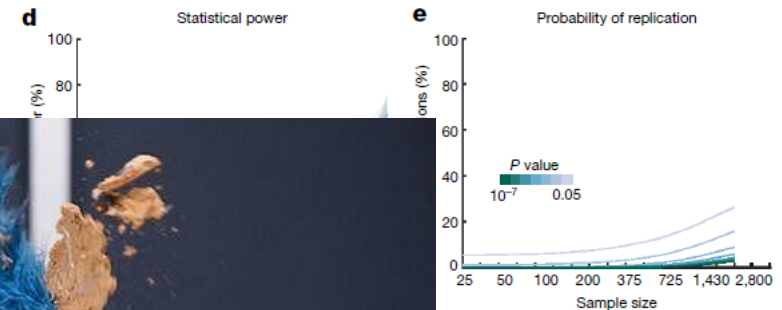 d
Statistical power
100
80
(%)
e
Probability of replication
100
80
60
40
20
0
(%)
P value
10⁻⁷ 0.05
25 50 100 200 375 725 1,430 2,800
Sample size